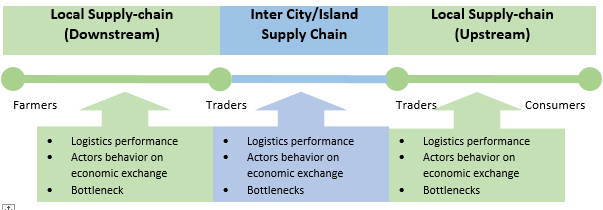 Local Supply-chain
(Downstream)
Inter City/Island
Supply Chain
Local Supply-chain
(Upstream)
Farmers
Traders
Traders
Consumers
• Logistics performance
• Actors behavior on
economic exchange
• Bottleneck
• Logistics performance
• Actors behavior on
economic exchange
• Bottlenecks
• Logistics performance
• Actors behavior on
economic exchange
• Bottlenecks